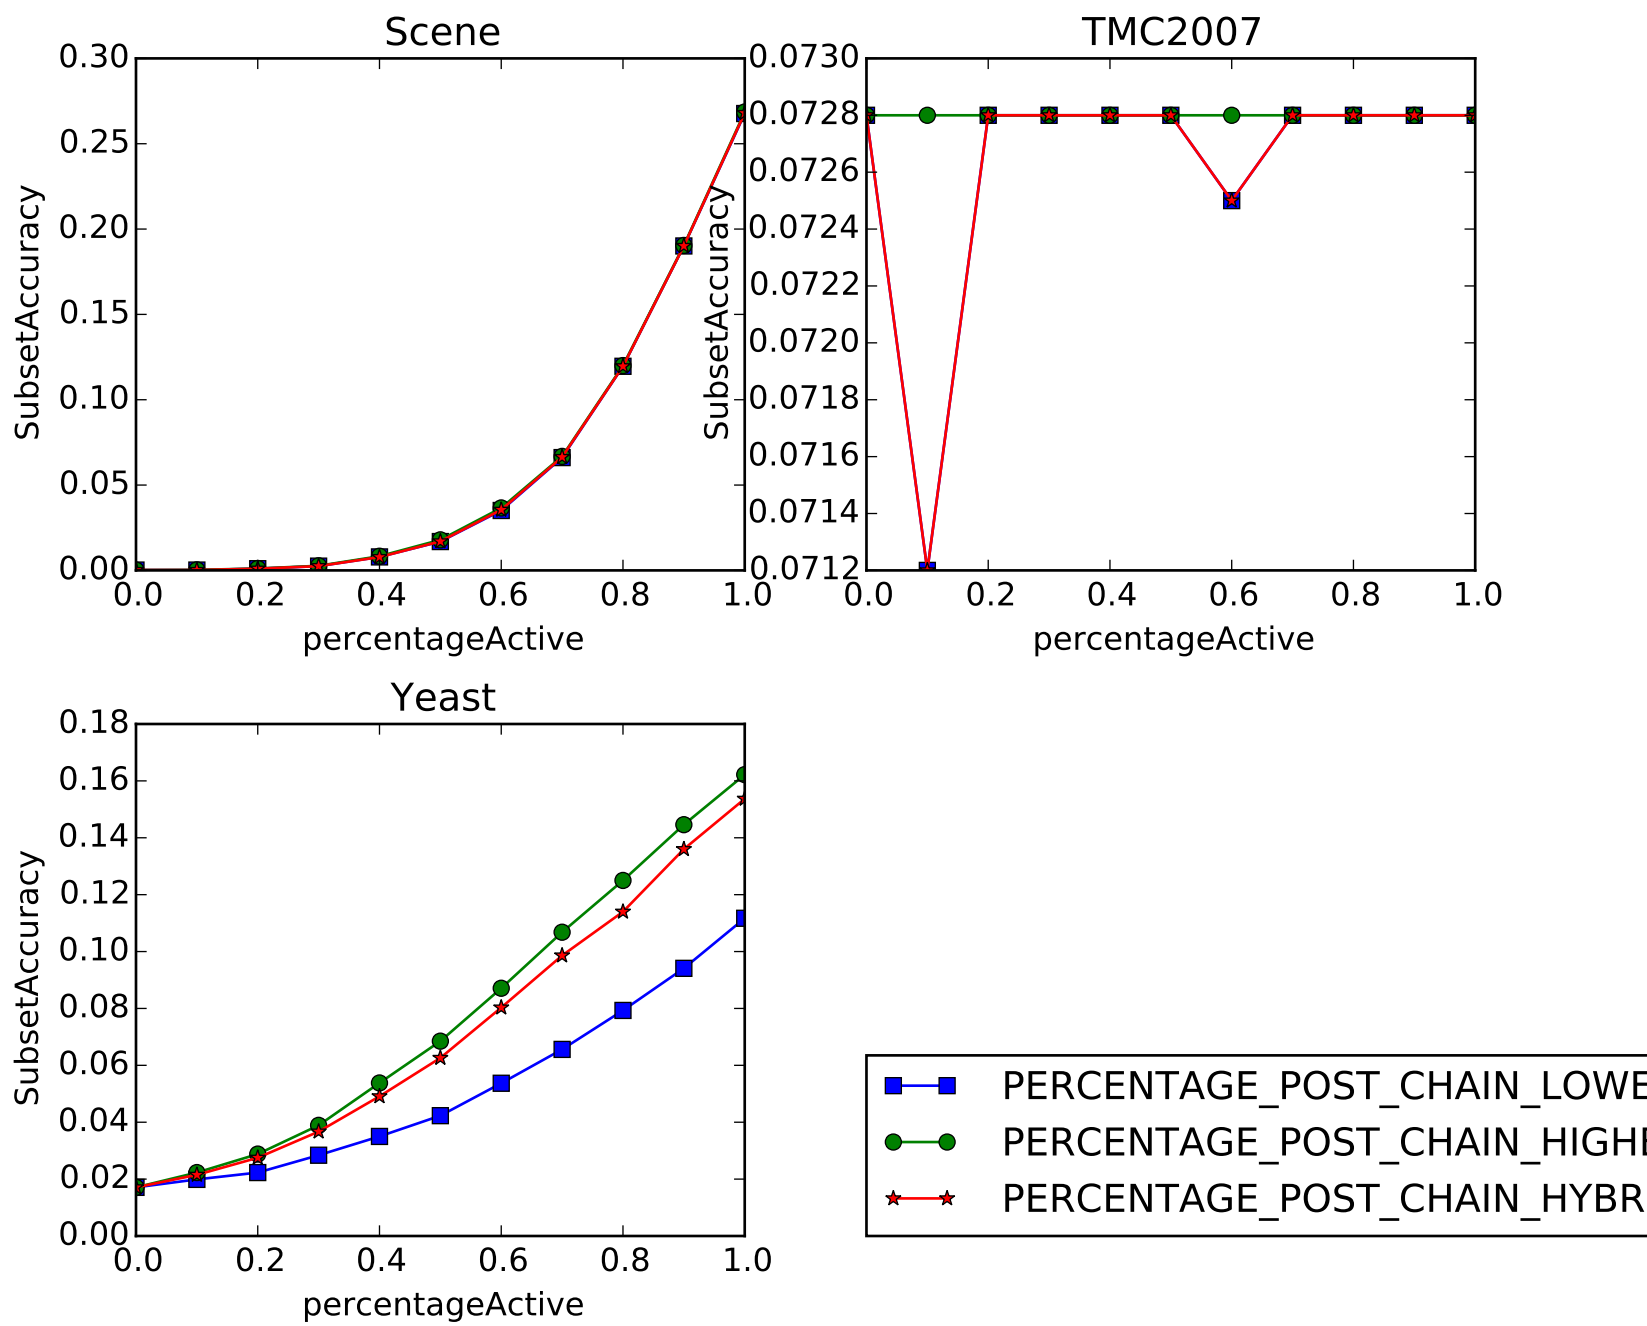 Scene
0.30
0.25
0.20
0.15
0.10
0.05
0.00
SubsetAccuracy
0.0 0.2 0.4 0.6 0.8 1.0
percentageActive
TMC2007
0.0730
0.0728
0.0726
0.0724
0.0722
0.0720
0.0718
0.0716
0.0714
0.0712
SubsetAccuracy
0.0 0.2 0.4 0.6 0.8 1.0
percentageActive
Yeast
0.18
0.16
0.14
0.12
0.10
0.08
0.06
0.04
0.02
0.00
SubsetAccuracy
0.0 0.2 0.4 0.6 0.8 1.0
percentageActive
PERCENTAGE_POST_CHAIN_LOWE
PERCENTAGE_POST_CHAIN_HIGHE
PERCENTAGE_POST_CHAIN_HYBR